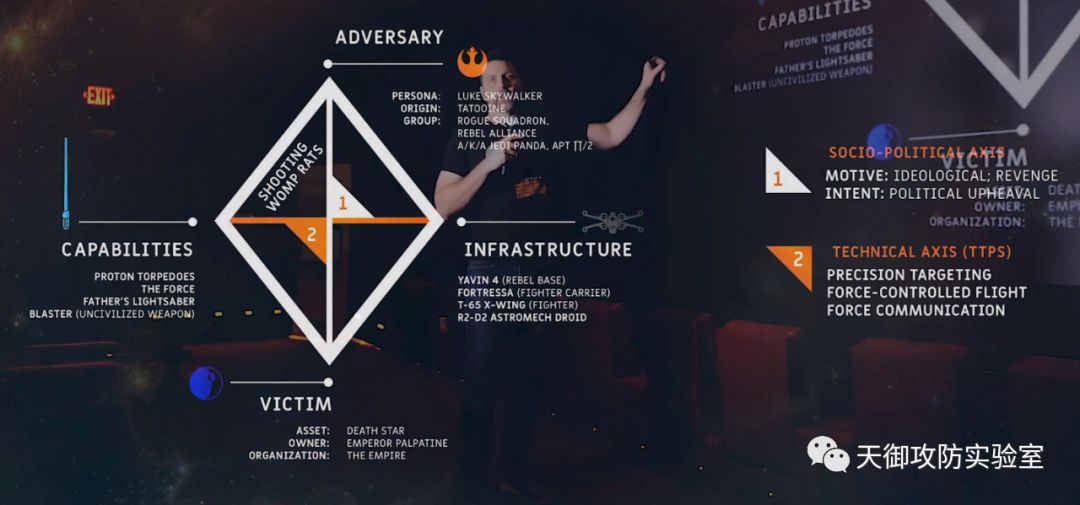 ADVERSARY
PERSONA: LUKE SKYWALKER
ORIGIN: TATOOINE
GROUP: ROGUE SQUADRON,
REBEL ALLIANCE
A/K/A JEDI PANDA, APT ∏/2
EXIT
SHOOTING
WOMP RATS
1
2
CAPABILITIES
PROTON TORPEDOES
THE FORCE
FATHER'S LIGHTSABER
BLASTER (UNCIVILIZED WEAPON)
INFRASTRUCTURE
YAVIN 4 (REBEL BASE)
FORTRESSA (FIGHTER CARRIER)
T-65 X-WING (FIGHTER)
R2-D2 ASTROMECH DROID
VICTIM
ASSET: DEATH STAR
OWNER: EMPEROR PALPATINE
ORGANIZATION: THE EMPIRE
CAPABILITIES
PROTON TORPEDOES
THE FORCE
FATHER'S LIGHTSABER
BLASTER (UNCIVILIZED WEAPON)
1
SOCIO-POLITICAL AXIS
MOTIVE: IDEOLOGICAL; REVENGE
INTENT: POLITICAL UPHEAVAL
VICTIM
DEAT
OWNER: EMP
ORGANIZATION: THE
2
TECHNICAL AXIS (TTPS)
PRECISION TARGETING
FORCE-CONTROLLED FLIGHT
FORCE COMMUNICATION
天御攻防实验室